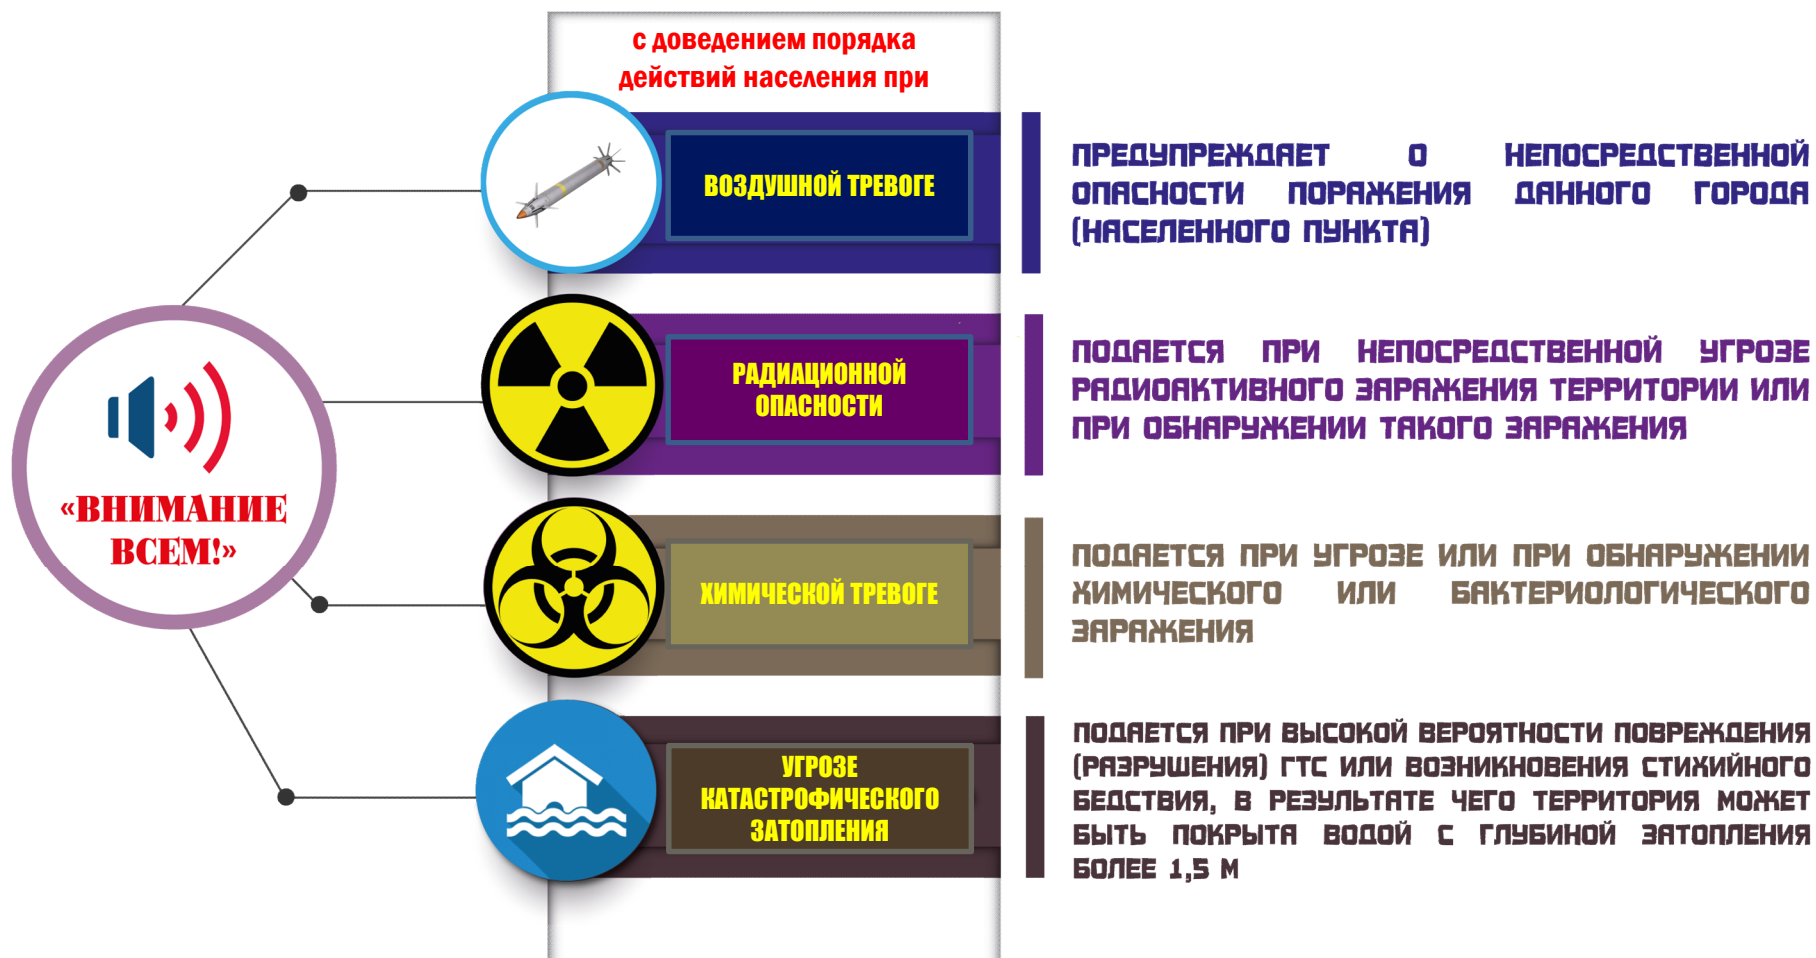 с доведением порядка
действий населения при
ВОЗДУШНОЙ ТРЕВОГЕ
ПРЕДУПРЕЖДАЕТ О НЕПОСРЕДСТВЕННОЙ
ОПАСНОСТИ ПОРАЖЕНИЯ ДАННОГО ГОРОДА
(НАСЕЛЕННОГО ПУНКТА)
РАДИАЦИОННОЙ
ОПАСНОСТИ
ПОДАЕТСЯ ПРИ НЕПОСРЕДСТВЕННОЙ УГРОЗЕ
РАДИОАКТИВНОГО ЗАРАЖЕНИЯ ТЕРРИТОРИИ ИЛИ
ПРИ ОБНАРУЖЕНИИ ТАКОГО ЗАРАЖЕНИЯ
«ВНИМАНИЕ
ВСЕМ!»
ХИМИЧЕСКОЙ ТРЕВОГЕ
ПОДАЕТСЯ ПРИ УГРОЗЕ ИЛИ ПРИ ОБНАРУЖЕНИИ
ХИМИЧЕСКОГО ИЛИ БАКТЕРИОЛОГИЧЕСКОГО
ЗАРАЖЕНИЯ
УГРОЗЕ
КАТАСТРОФИЧЕСКОГО
ЗАТОПЛЕНИЯ
ПОДАЕТСЯ ПРИ ВЫСОКОЙ ВЕРОЯТНОСТИ ПОВРЕЖДЕНИЯ
(РАЗРУШЕНИЯ) ГТС ИЛИ ВОЗНИКНОВЕНИЯ СТИХИЙНОГО
БЕДСТВИЯ, В РЕЗУЛЬТАТЕ ЧЕГО ТЕРРИТОРИЯ МОЖЕТ
БЫТЬ ПОКРЫТА ВОДОЙ С ГЛУБИНОЙ ЗАТОПЛЕНИЯ
БОЛЕЕ 1,5 М